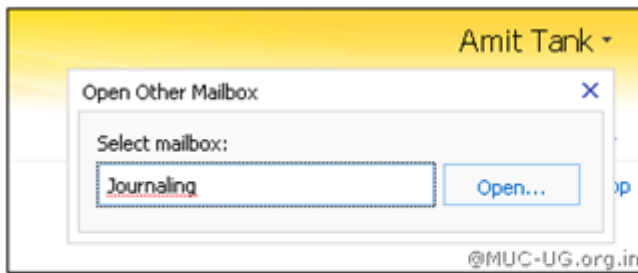 Amit Tank
Open Other Mailbox
Select mailbox:
Journaling
Open...
@MUC-UG.org.in